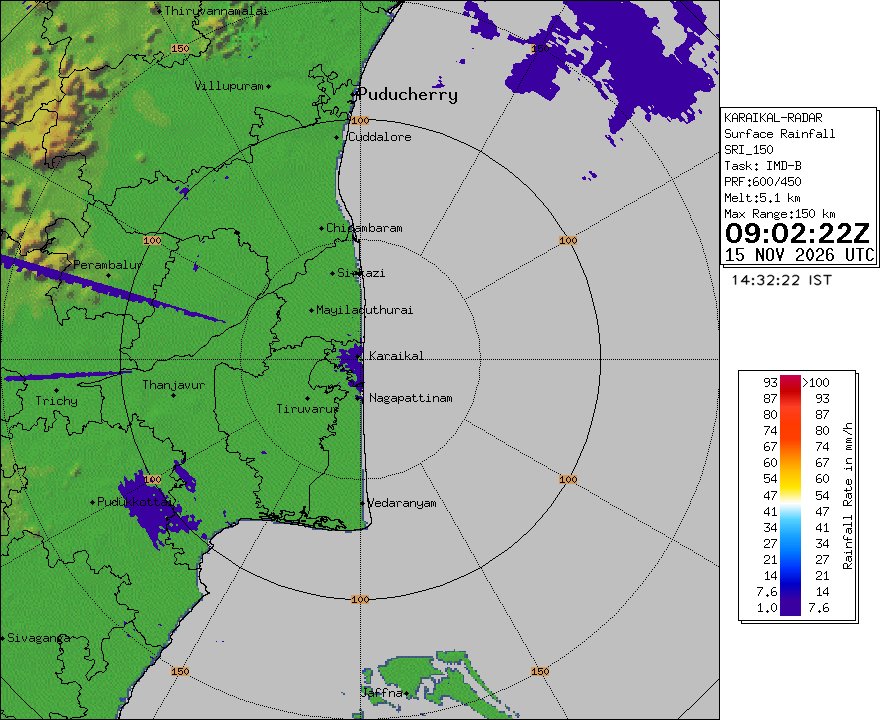 Thiruvannamalai
150
150
Villupuram
Puducherry
100
Cuddalore
Chidambaram
100
100
Perambalur
Sirkazi
Mayiladuthurai
Karaikal
Thanjavur
Trichy
Tiruvarur
Nagapattinam
100
100
Pudukkottai
Vedaranyam
100
Sivaganga
150
150
Jaffna
KARAIKAL-RADAR
Surface Rainfall
SRI_150
Task: IMD-B
PRF:600/450
Melt:5.1 km
Max Range:150 km
09:02:22Z
15 NOV 2026 UTC
14:32:22 IST
93 >100
87 93
80 87
74 80
67 74
60 67
54 60
47 54
41 47
34 41
27 34
21 27
14 21
7.6 14
1.0 7.6
Rainfall Rate in mm/h